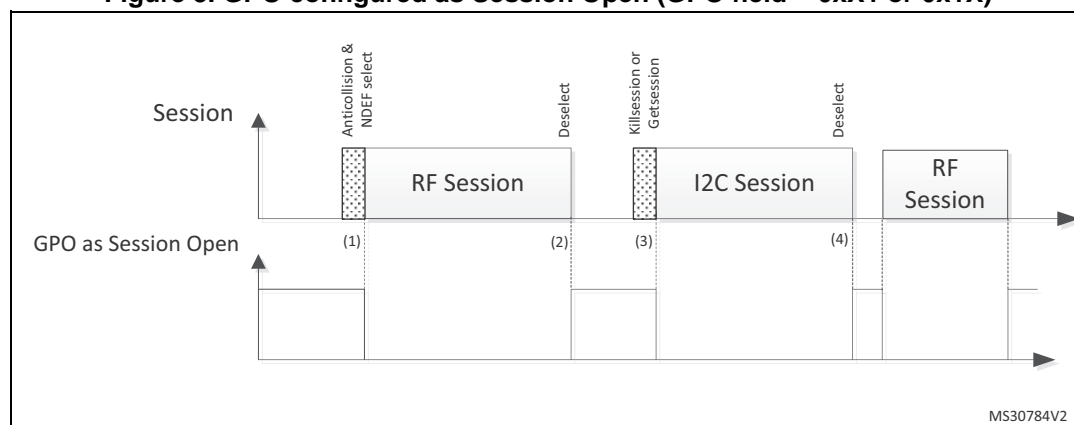 Figure 6. GPO configured as Session Open (GPO field = 0xX1 or 0x1X)
Anticollision &
NDEF select
Deselect
Killsession or
Getsession
Deselect
Session
RF Session
I2C Session
RF
Session
(1)
(2)
(3)
(4)
GPO as Session Open
MS30784V2